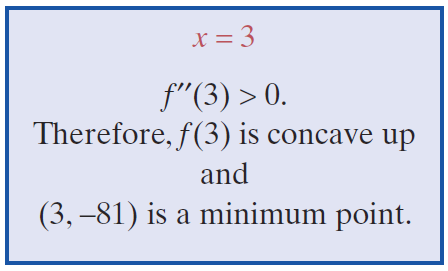 x = 3
f″(3) > 0.
Therefore, f(3) is concave up
and
(3, –81) is a minimum point.